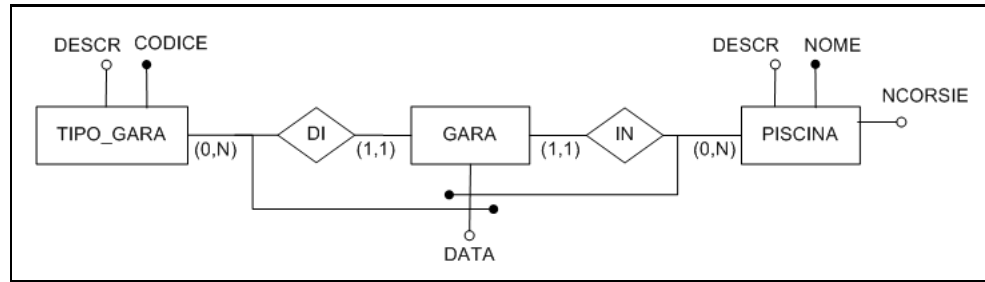 DESCR CODICE
DESCR NOME
NCORSIE
TIPO_GARA
DI
GARA
IN
PISCINA
(0,N)
(1,1)
(1,1)
(0,N)
DATA